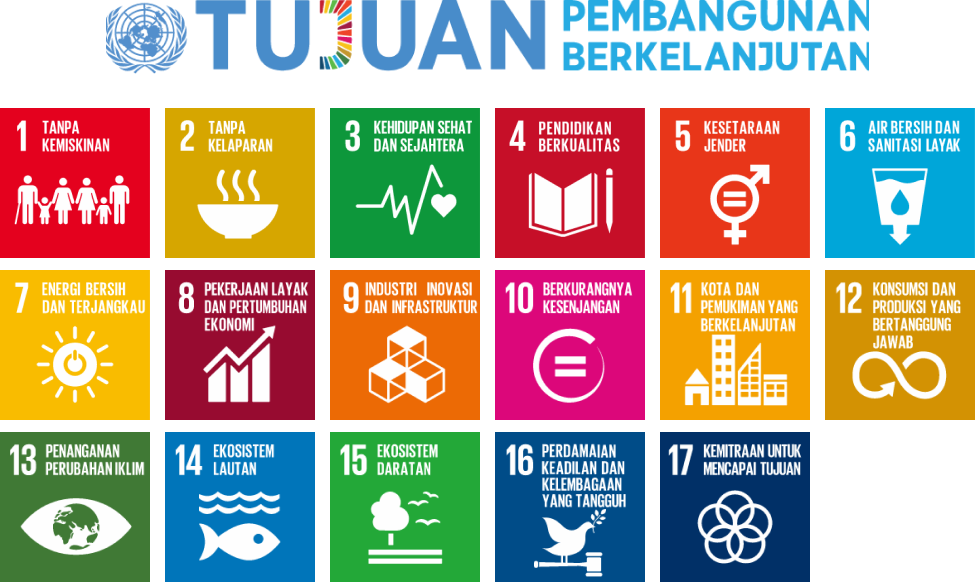 TUJUAN PEMBANGUNAN
BERKELANJUTAN
1 TANPA
KEMISKINAN
2 TANPA
KELAPARAN
3 KEHIDUPAN SEHAT
DAN SEJAHTERA
4 PENDIDIKAN
BERKUALITAS
5 KESETARAAN
JENDER
6 AIR BERSIH DAN
SANITASI LAYAK
7 ENERGI BERSIH
DAN TERJANGKAU
8 PEKERJAAN LAYAK
DAN PERTUMBUHAN
EKONOMI
9 INDUSTRI INOVASI
DAN INFRASTRUKTUR
10 BERKURANGNYA
KESENJANGAN
11 KOTA DAN
PEMUKIMAN YANG
BERKELANJUTAN
12 KONSUMSI DAN
PRODUKSI YANG
BERTANGGUNG
JAWAB
13 PENANGANAN
PERUBAHAN IKLIM
14 EKOSISTEM
LAUTAN
15 EKOSISTEM
DARATAN
16 PERDAMAIAN
KEADILAN DAN
KELEMBAGAAN
YANG TANGGUH
17 KEMITRAAN UNTUK
MENCAPAI TUJUAN